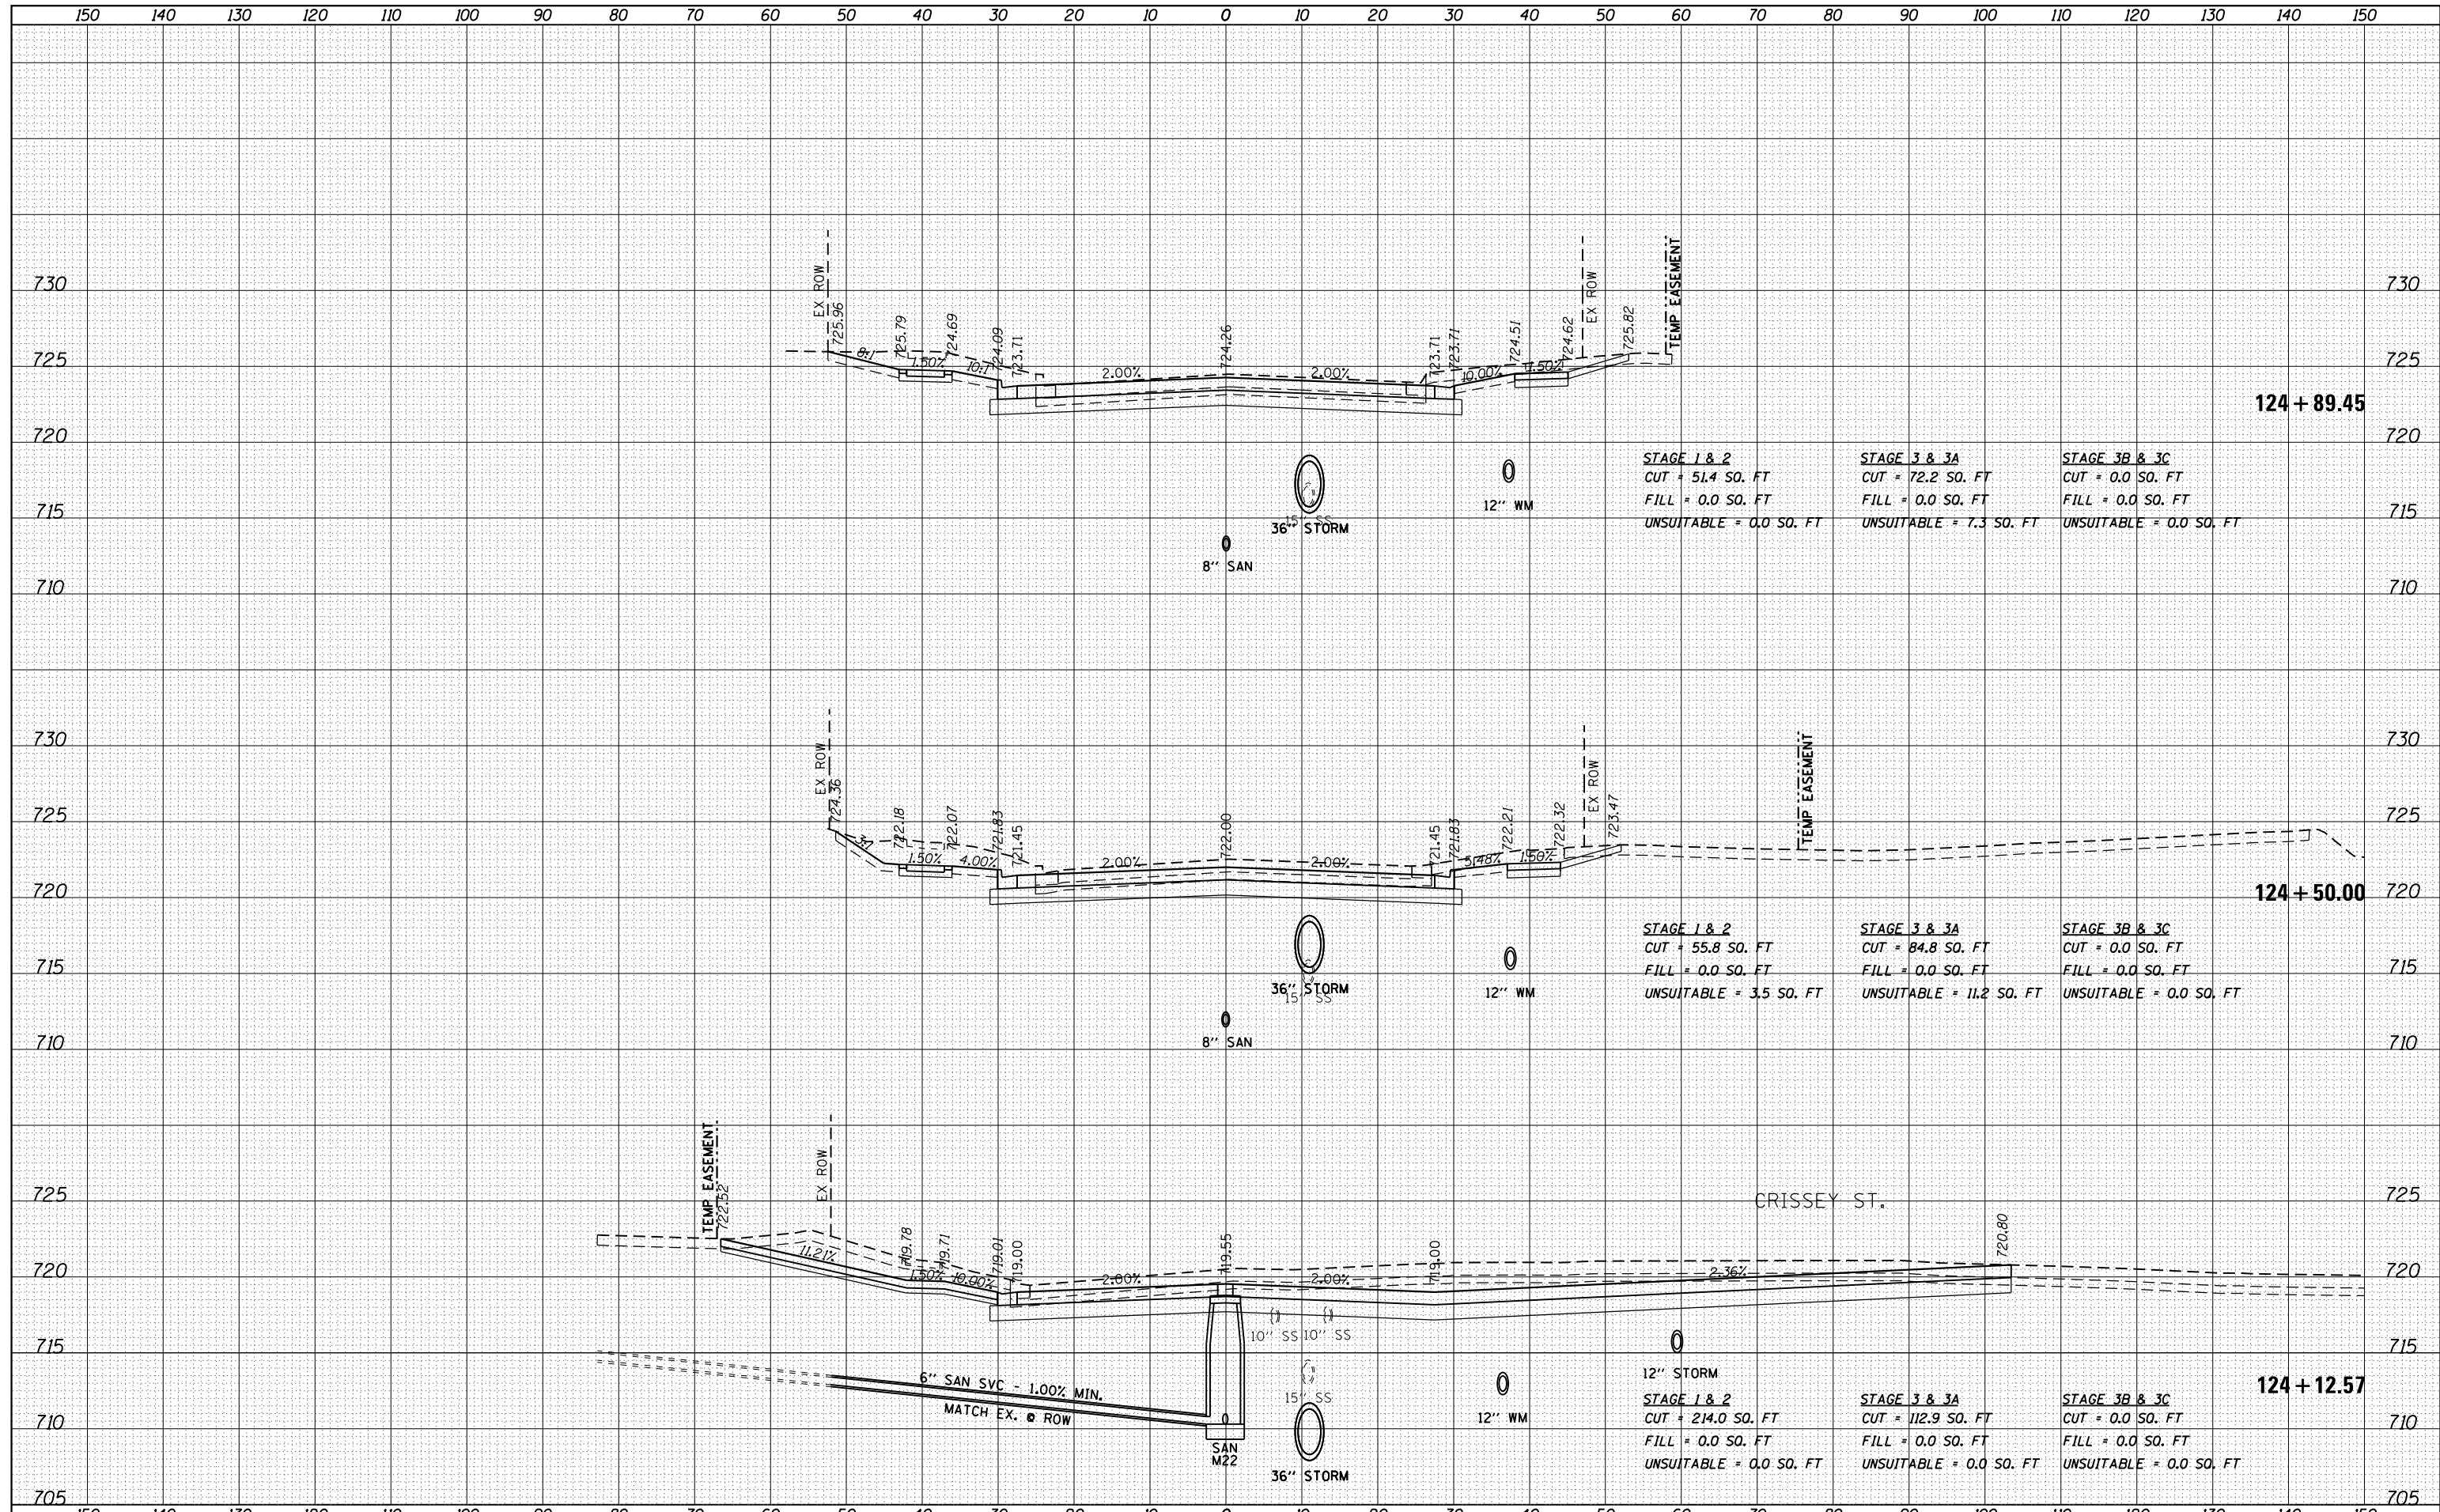 150 140 130 120 110 100 90 80 70 60 50 40 30 20 10 0 10 20 30 40 50 60 70 80 90 100 110 120 130 140 150
730 730
EX ROW
725.96
725.79
724.69
724.09
723.71
724.26
723.71
723.71
724.51
724.62
EX ROW
725.82
TEMP EASEMENT
725 8:1 1.50% 10:1 2.00% 2.00% 10.00% 1.50% 725
124+89.45
720 720
STAGE 1 & 2 STAGE 3 & 3A STAGE 3B & 3C
CUT = 51.4 SQ. FT CUT = 72.2 SQ. FT CUT = 0.0 SQ. FT
FILL = 0.0 SQ. FT FILL = 0.0 SQ. FT FILL = 0.0 SQ. FT
UNSUITABLE = 0.0 SQ. FT UNSUITABLE = 7.3 SQ. FT UNSUITABLE = 0.0 SQ. FT
12'' WM
715 715
15'' SS
36'' STORM
8'' SAN
710 710
730 730
EX ROW
724.36
722.18
722.07
721.83
721.45
722.00
721.45
721.83
722.21
722.32
EX ROW
723.47
TEMP EASEMENT
725 725
3:1 1.50% 4.00% 2.00% 2.00% 5.48% 1.50%
720 124+50.00 720
STAGE 1 & 2 STAGE 3 & 3A STAGE 3B & 3C
CUT = 55.8 SQ. FT CUT = 84.8 SQ. FT CUT = 0.0 SQ. FT
FILL = 0.0 SQ. FT FILL = 0.0 SQ. FT FILL = 0.0 SQ. FT
UNSUITABLE = 3.5 SQ. FT UNSUITABLE = 11.2 SQ. FT UNSUITABLE = 0.0 SQ. FT
715 715
36'' STORM
15'' SS
12'' WM
8'' SAN
710 710
TEMP EASEMENT
722.52
EX ROW
725 CRISSEY ST. 725
719.78
719.71
719.01
719.00
719.55
719.00
720.80
720 11.21% 1.50% 10.00% 2.00% 2.00% 2.36% 720
10'' SS 10'' SS
715 715
12'' STORM
124+12.57
6'' SAN SVC - 1.00% MIN.
MATCH EX. @ ROW
15'' SS
12'' WM
STAGE 1 & 2 STAGE 3 & 3A STAGE 3B & 3C
CUT = 214.0 SQ. FT CUT = 112.9 SQ. FT CUT = 0.0 SQ. FT
FILL = 0.0 SQ. FT FILL = 0.0 SQ. FT FILL = 0.0 SQ. FT
UNSUITABLE = 0.0 SQ. FT UNSUITABLE = 0.0 SQ. FT UNSUITABLE = 0.0 SQ. FT
710 710
SAN
M22
36'' STORM
705 705